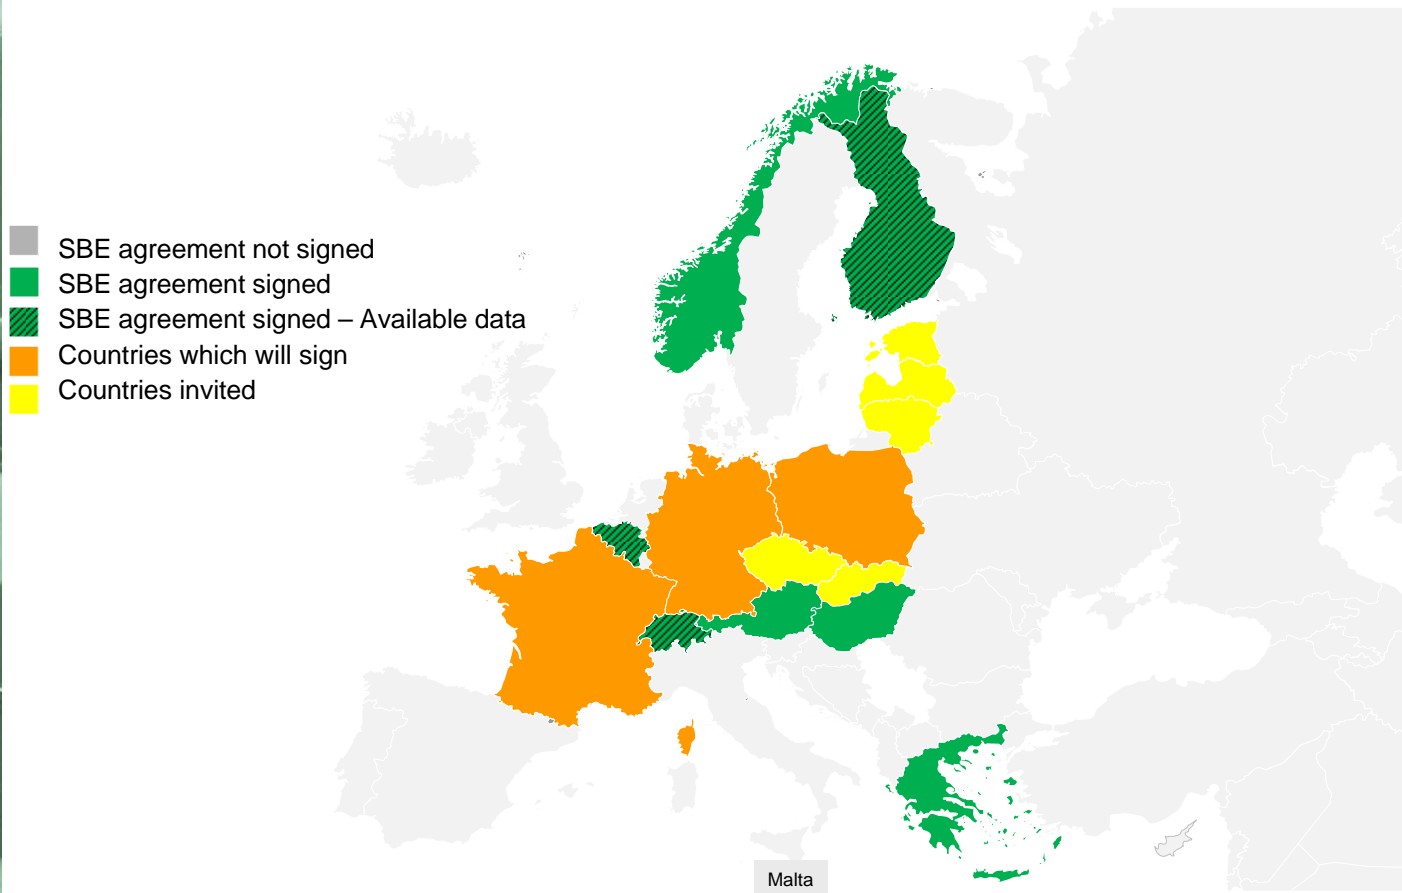 SBE agreement not signed
SBE agreement signed
SBE agreement signed – Available data
Countries which will sign
Countries invited
Malta